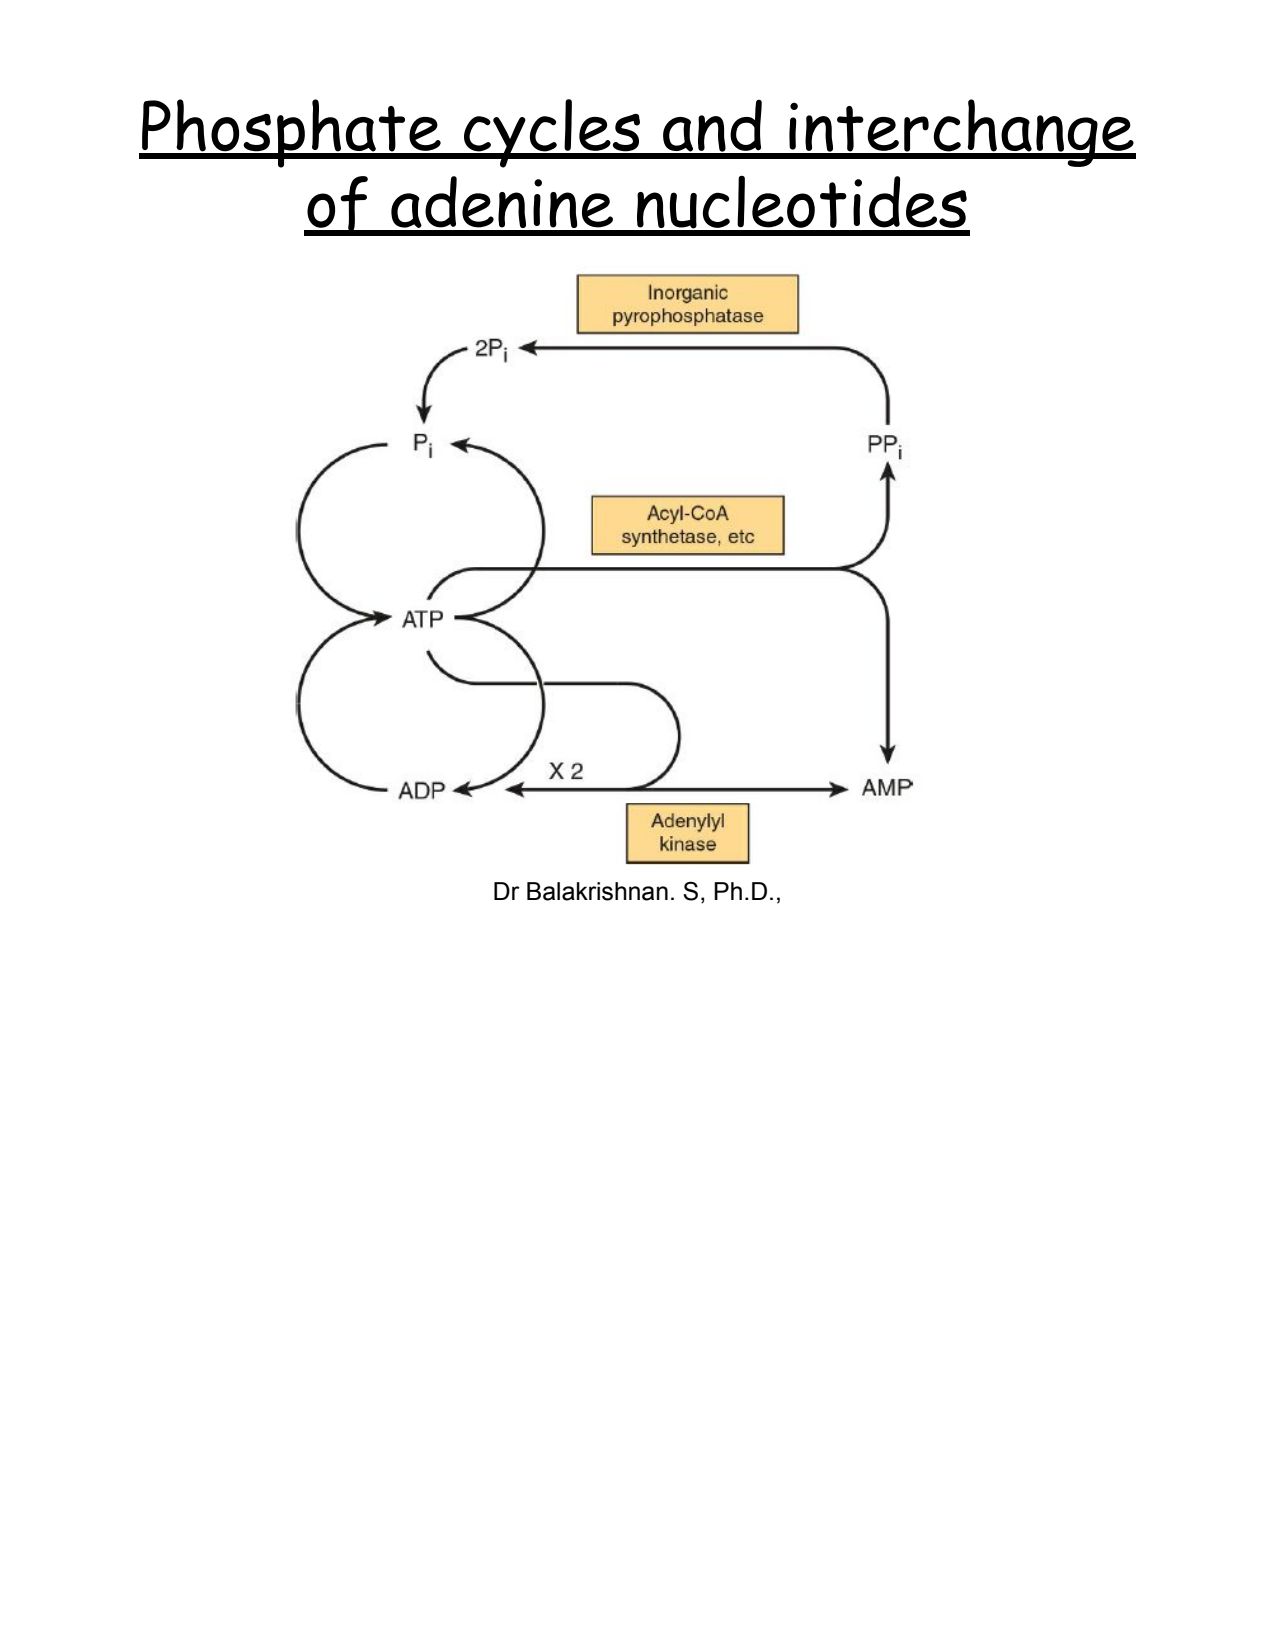 Phosphate cycles and interchange
of adenine nucleotides
Inorganic
pyrophosphatase
2Pi
Pi
PPi
Acyl-CoA
synthetase, etc
ATP
X 2
ADP
AMP
Adenylyl
kinase
Dr Balakrishnan. S, Ph.D.,